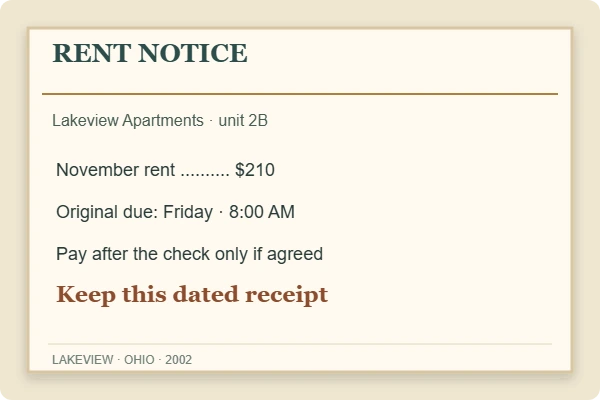 RENT NOTICE
Lakeview Apartments · unit 2B
November rent .......... $210
Original due: Friday · 8:00 AM
Pay after the check only if agreed
Keep this dated receipt
LAKEVIEW · OHIO · 2002